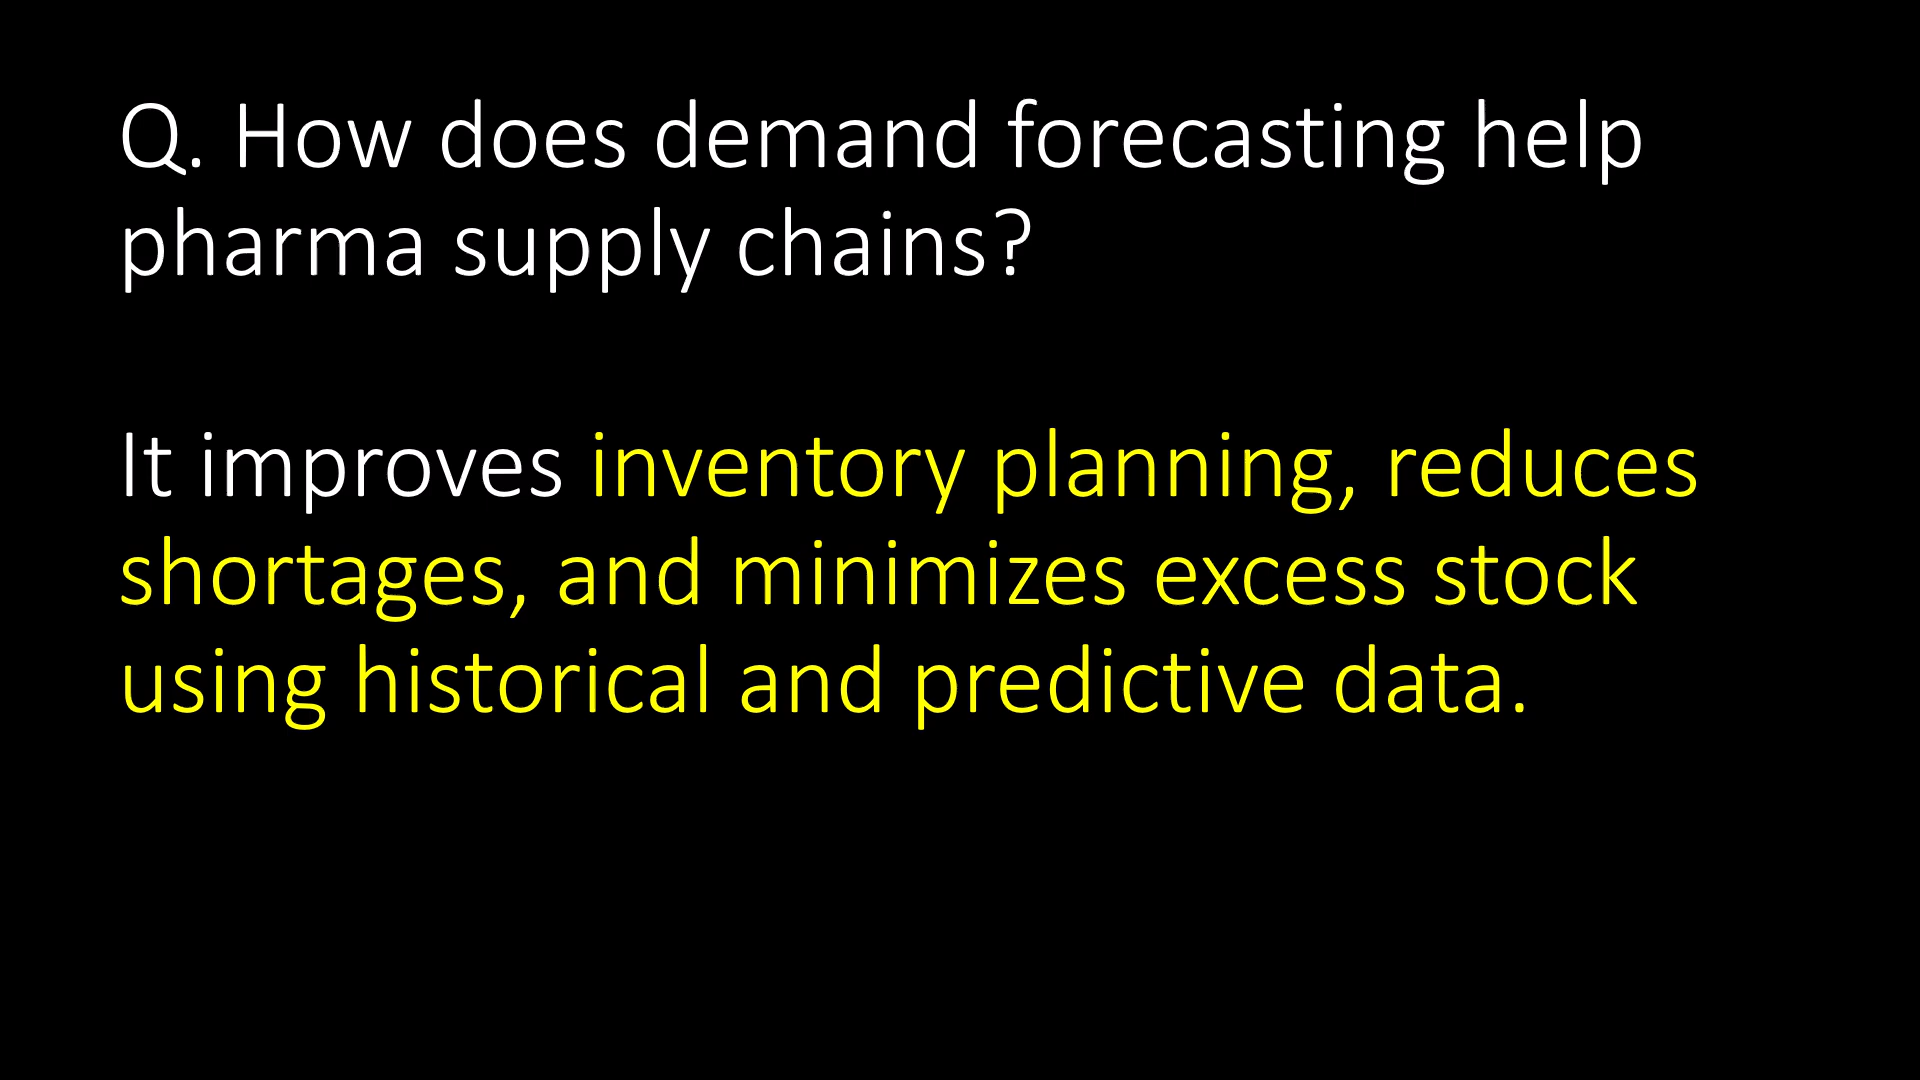 Q. How does demand forecasting help
pharma supply chains?
It improves inventory planning, reduces
shortages, and minimizes excess stock
using historical and predictive data.